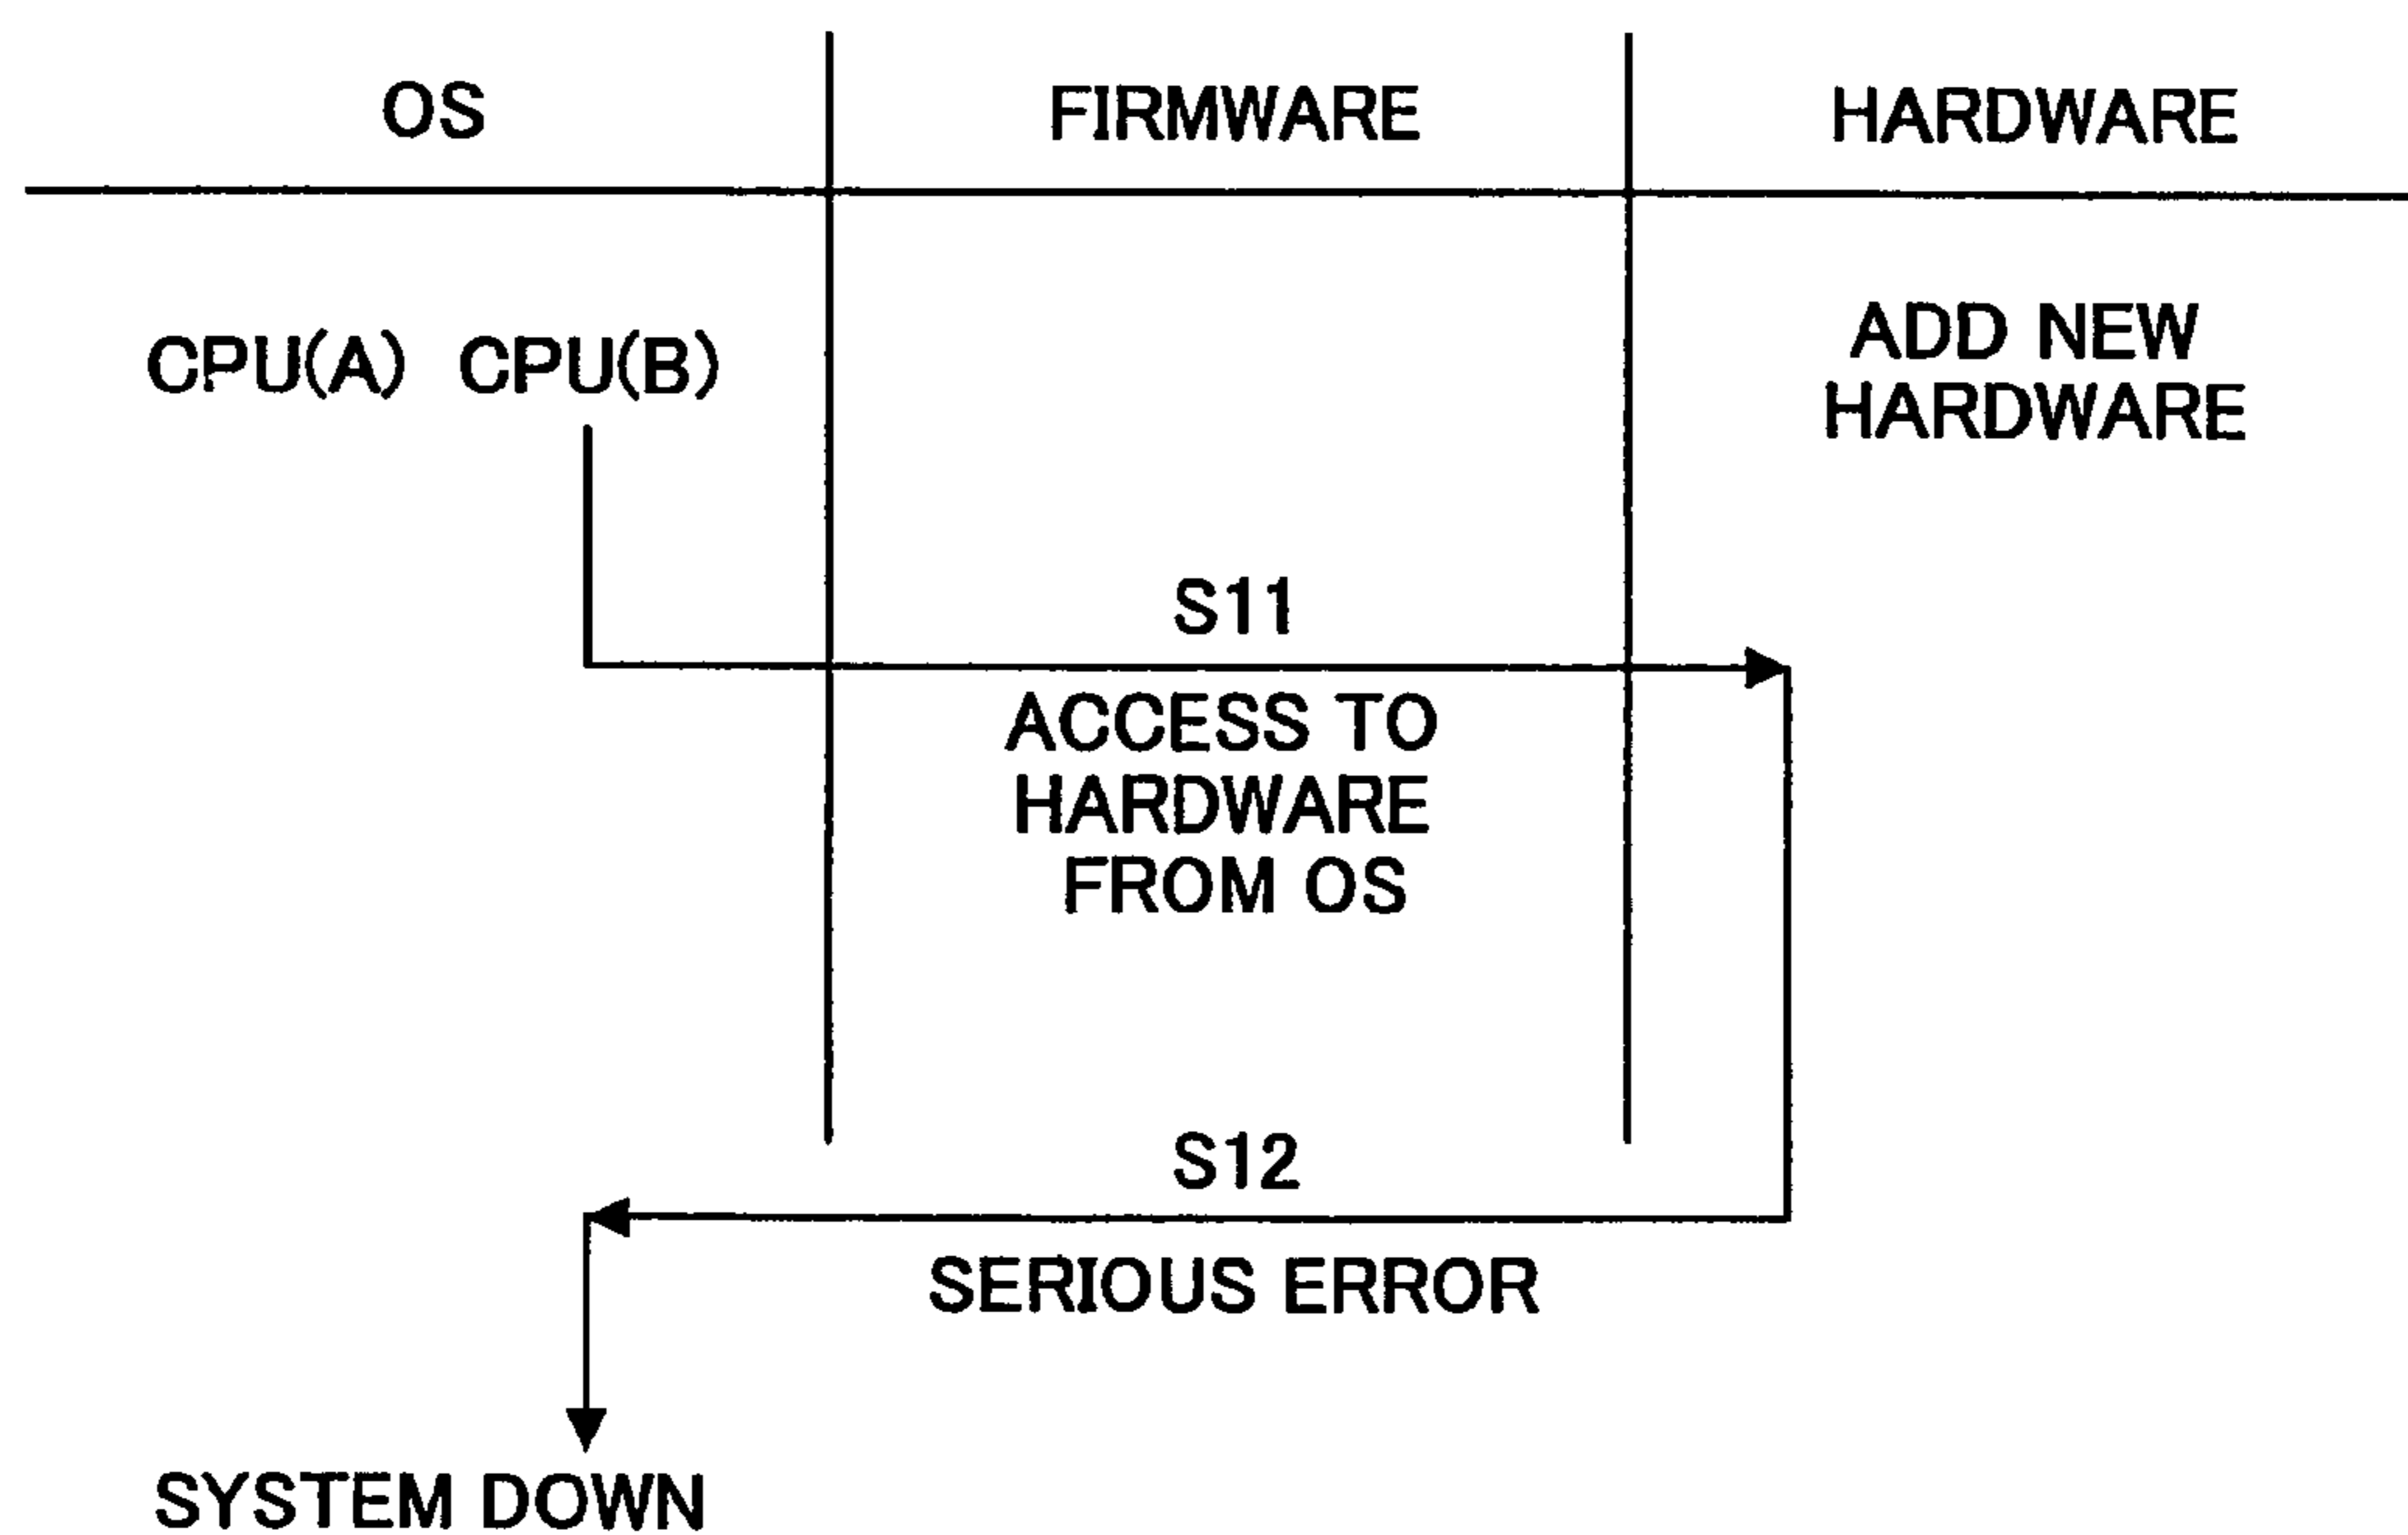 OS
FIRMWARE
HARDWARE
CPU(A) CPU(B)
ADD NEW
HARDWARE
S11
ACCESS TO
HARDWARE
FROM OS
S12
SERIOUS ERROR
SYSTEM DOWN